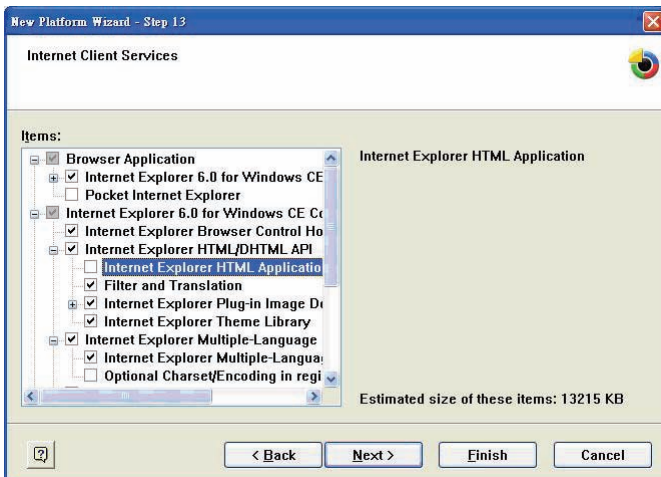 New Platform Wizard - Step 13
Internet Client Services
Items:
Browser Application
Internet Explorer 6.0 for Windows CE
Pocket Internet Explorer
Internet Explorer 6.0 for Windows CE Co
Internet Explorer Browser Control Ho
Internet Explorer HTML/DHTML API
Internet Explorer HTML Applicatio
Filter and Translation
Internet Explorer Plug-in Image De
Internet Explorer Theme Library
Internet Explorer Multiple-Language
Internet Explorer Multiple-Langua
Optional Charset/Encoding in regi
Internet Explorer HTML Application
Estimated size of these items: 13215 KB
< Back
Next >
Finish
Cancel